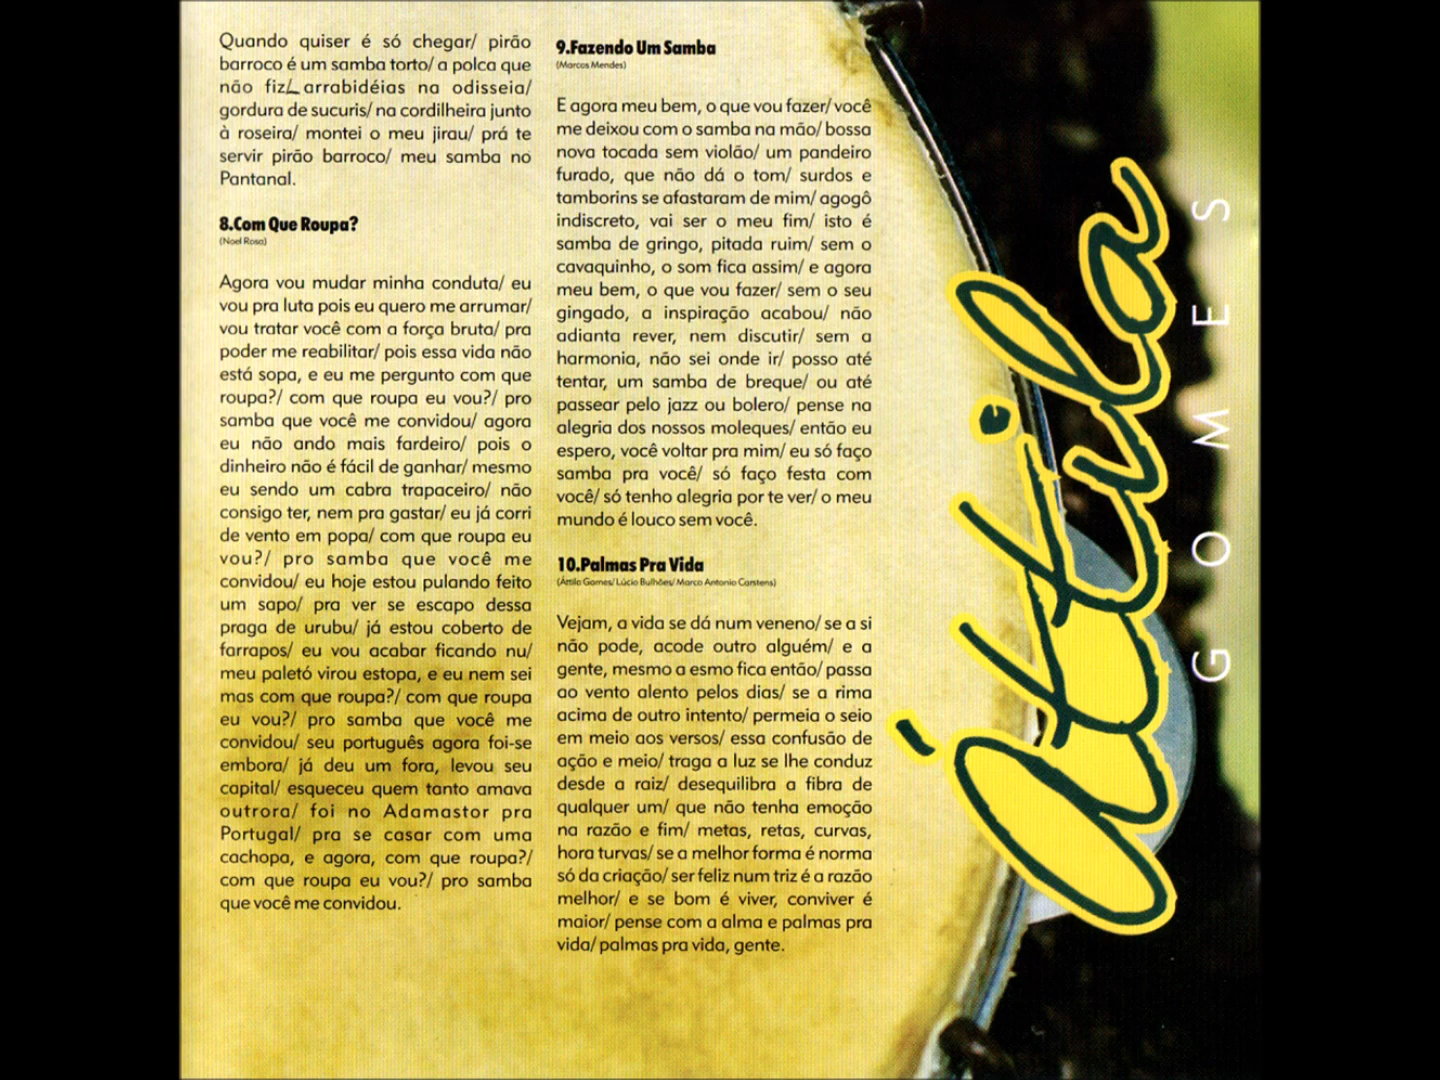 Quando quiser é só chegar/ pirão
barroco é um samba torto/ a polca que
não fiz/ arrabidéias na odisseia/
gordura de sucuris/ na cordilheira junto
à roseira/ montei o meu jirau/ prá te
servir pirão barroco/ meu samba no
Pantanal.
8.Com Que Roupa?
(Noel Rosa)
Agora vou mudar minha conduta/ eu
vou pra luta pois eu quero me arrumar/
vou tratar você com a força bruta/ pra
poder me reabilitar/ pois essa vida não
está sopa, e eu me pergunto com que
roupa?/ com que roupa eu vou?/ pro
samba que você me convidou/ agora
eu não ando mais fardeiro/ pois o
dinheiro não é fácil de ganhar/ mesmo
eu sendo um cabra trapaceiro/ não
consigo ter, nem pra gastar/ eu já corri
de vento em popa/ com que roupa eu
vou?/ pro samba que você me
convidou/ eu hoje estou pulando feito
um sapo/ pra ver se escapo dessa
praga de urubu/ já estou coberto de
farrapos/ eu vou acabar ficando nu/
meu paletó virou estopa, e eu nem sei
mas com que roupa?/ com que roupa
eu vou?/ pro samba que você me
convidou/ seu português agora foi-se
embora/ já deu um fora, levou seu
capital/ esqueceu quem tanto amava
outrora/ foi no Adamastor pra
Portugal/ pra se casar com uma
cachopa, e agora, com que roupa?/
com que roupa eu vou?/ pro samba
que você me convidou.
9.Fazendo Um Samba
(Marcos Mendes)
E agora meu bem, o que vou fazer/ você
me deixou com o samba na mão/ bossa
nova tocada sem violão/ um pandeiro
furado, que não dá o tom/ surdos e
tamborins se afastaram de mim/ agogô
indiscreto, vai ser o meu fim/ isto é
samba de gringo, pitada ruim/ sem o
cavaquinho, o som fica assim/ e agora
meu bem, o que vou fazer/ sem o seu
gingado, a inspiração acabou/ não
adianta rever, nem discutir/ sem a
harmonia, não sei onde ir/ posso até
tentar, um samba de breque/ ou até
passear pelo jazz ou bolero/ pense na
alegria dos nossos moleques/ então eu
espero, você voltar pra mim/ eu só faço
samba pra você/ só faço festa com
você/ só tenho alegria por te ver/ o meu
mundo é louco sem você.
10.Palmas Pra Vida
(Áttila Gomes/ Lúcio Bulhões/ Marco Antonio Carstens)
Vejam, a vida se dá num veneno/ se a si
não pode, acode outro alguém/ e a
gente, mesmo a esmo fica então/ passa
ao vento alento pelos dias/ se a rima
acima de outro intento/ permeia o seio
em meio aos versos/ essa confusão de
ação e meio/ traga a luz se lhe conduz
desde a raiz/ desequilibra a fibra de
qualquer um/ que não tenha emoção
na razão e fim/ metas, retas, curvas,
hora turvas/ se a melhor forma é norma
só da criação/ ser feliz num triz é a razão
melhor/ e se bom é viver, conviver é
maior/ pense com a alma e palmas pra
vida/ palmas pra vida, gente.
Áttila
GOMES